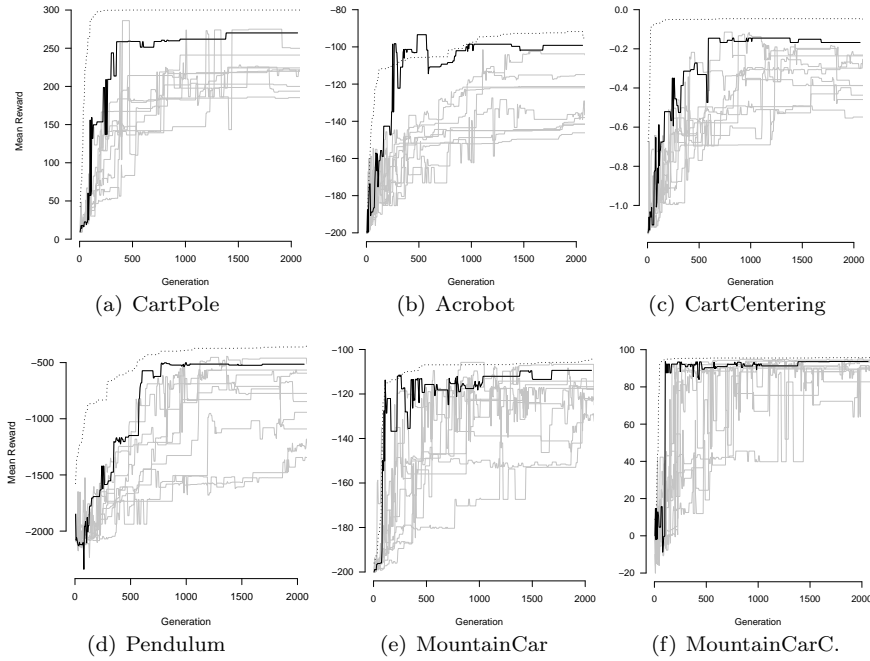 300
250
200
150
100
50
0
Mean Reward
0 500 1000 1500 2000
Generation
(a) CartPole
−80
−100
−120
−140
−160
−180
−200
0 500 1000 1500 2000
Generation
(b) Acrobot
0.0
−0.2
−0.4
−0.6
−0.8
−1.0
0 500 1000 1500 2000
Generation
(c) CartCentering
−500
−1000
−1500
−2000
Mean Reward
0 500 1000 1500 2000
Generation
(d) Pendulum
−100
−120
−140
−160
−180
−200
0 500 1000 1500 2000
Generation
(e) MountainCar
100
80
60
40
20
0
−20
0 500 1000 1500 2000
Generation
(f) MountainCarC.